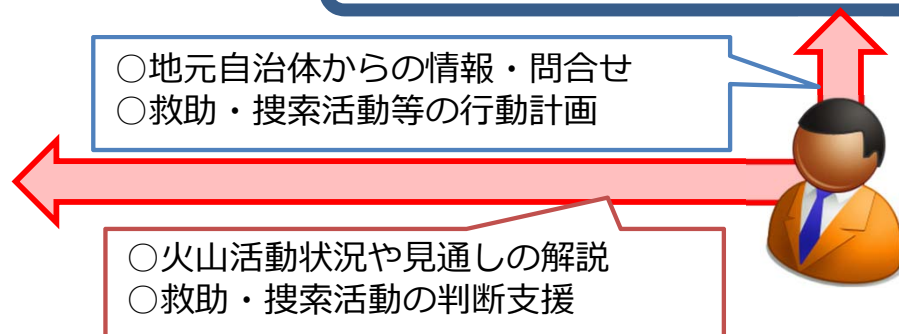 ○地元自治体からの情報・問合せ
○救助・捜索活動等の行動計画
○火山活動状況や見通しの解説
○救助・捜索活動の判断支援